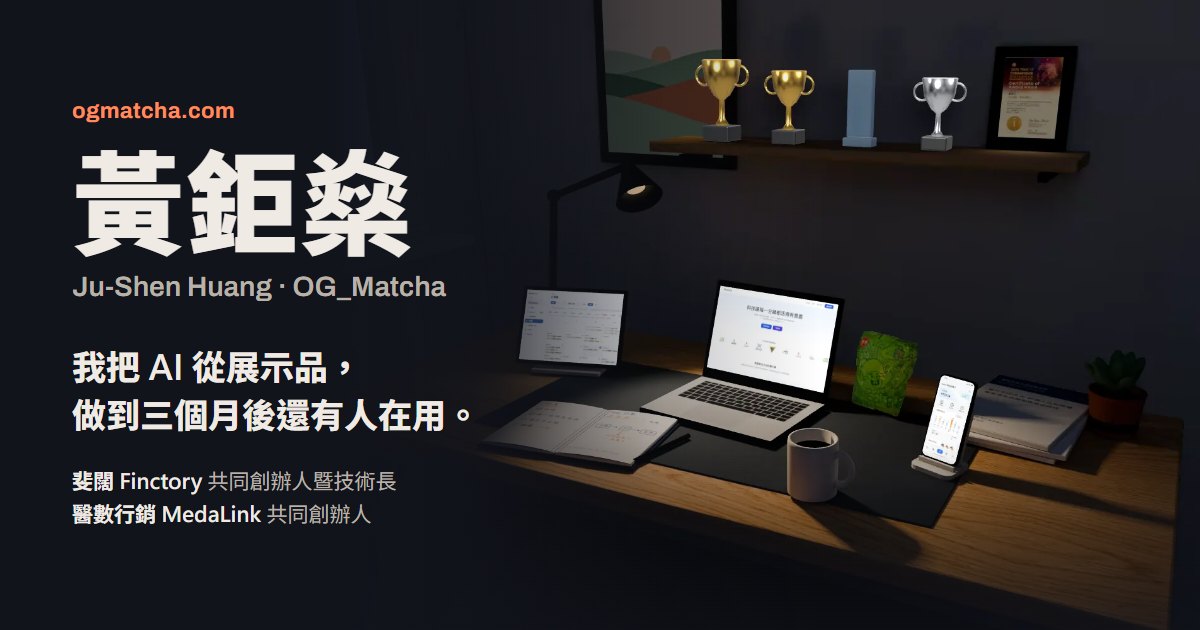 ogmatcha.com
黃鉅燊
Ju-Shen Huang · OG_Matcha
我把 AI 從展示品，
做到三個月後還有人在用。
斐闊 Finctory 共同創辦人暨技術長
醫數行銷 MedaLink 共同創辦人